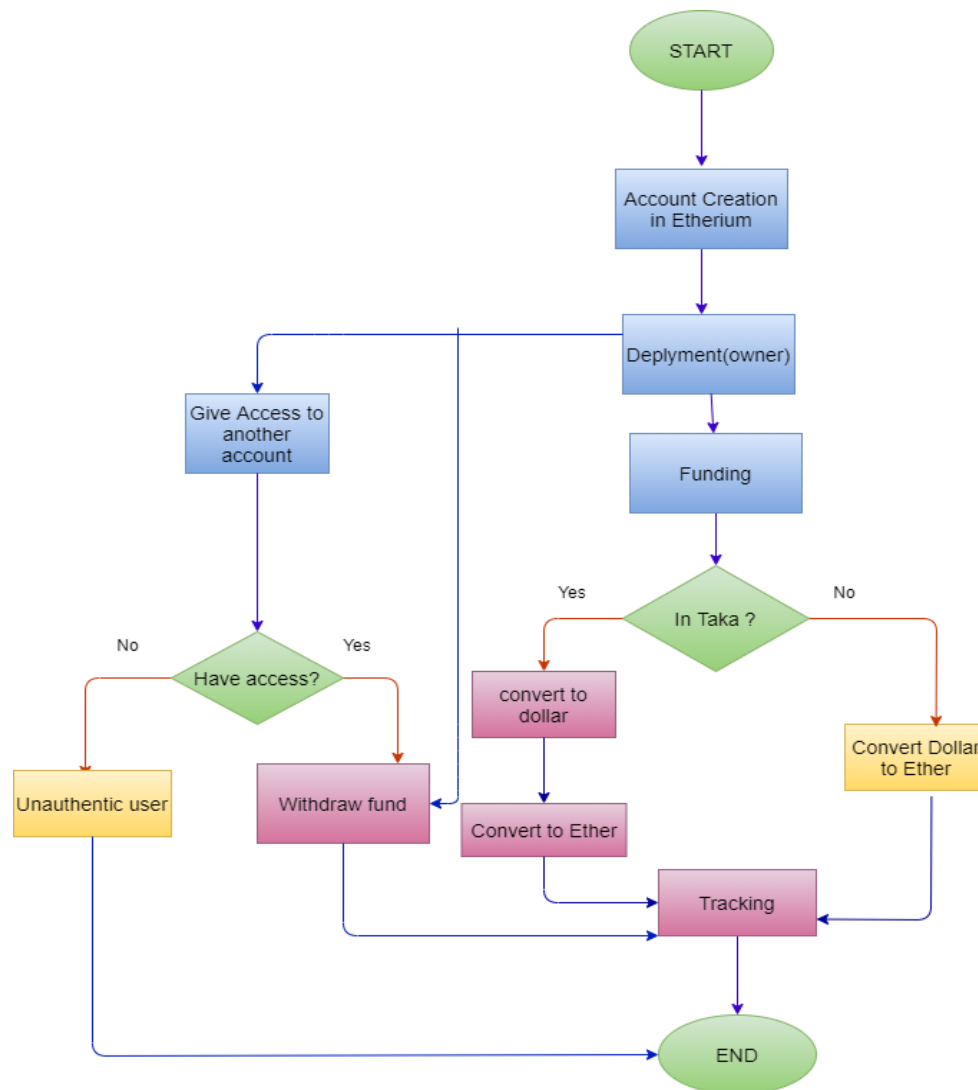 START
Account Creation
in Etherium
Deplyment(owner)
Give Access to
another
account
Funding
Yes
In Taka ?
No
No
Have access?
Yes
convert to
dollar
Convert Dollar
to Ether
Unauthentic user
Withdraw fund
Convert to Ether
Tracking
END